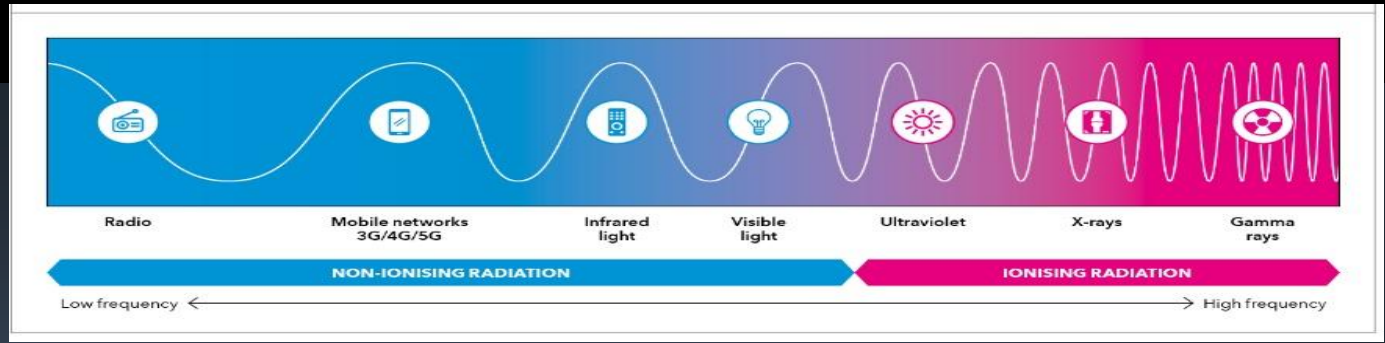 Radio
Mobile networks
3G/4G/5G
Infrared
light
Visible
light
Ultraviolet
X-rays
Gamma
rays
NON-IONISING RADIATION
IONISING RADIATION
Low frequency
High frequency